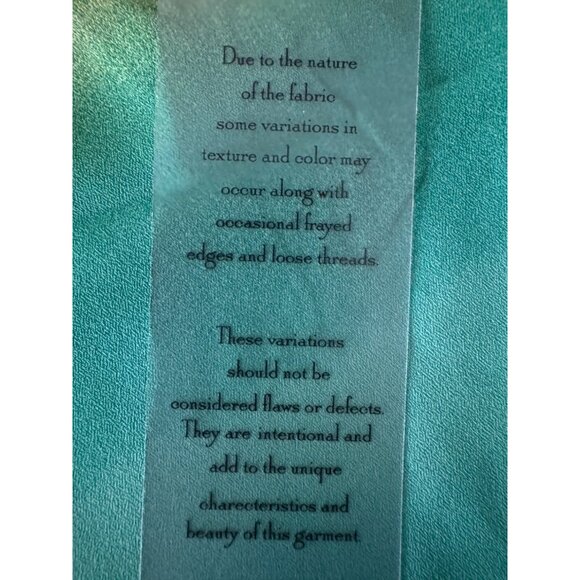 Due to the nature
of the fabric
some variations in
texture and color may
occur along with
occasional frayed
edges and loose threads.
These variations
should not be
considered flaws or defects.
They are intentional and
add to the unique
charecteristics and
beauty of this garment.